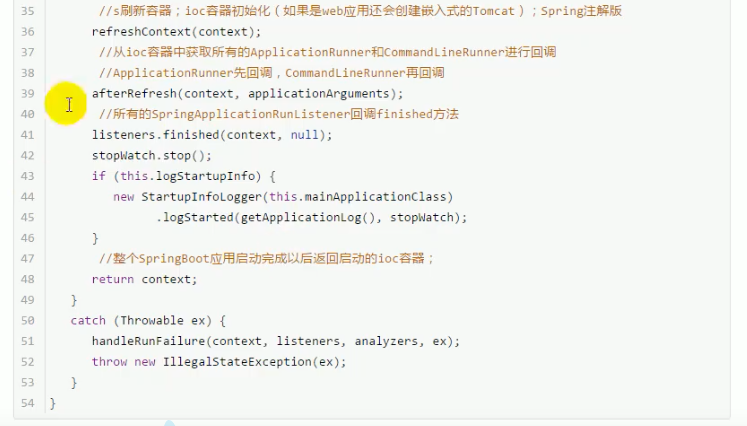 35 //s刷新容器；ioc容器初始化（如果是web应用还会创建嵌入式的Tomcat）；Spring注解版
36 refreshContext(context);
37 //从ioc容器中获取所有的ApplicationRunner和CommandLineRunner进行回调
38 //ApplicationRunner先回调，CommandLineRunner再回调
39 afterRefresh(context, applicationArguments);
40 //所有的SpringApplicationRunListener回调finished方法
41 listeners.finished(context, null);
42 stopWatch.stop();
43 if (this.logStartupInfo) {
44 new StartupInfoLogger(this.mainApplicationClass)
45 .logStarted(getApplicationLog(), stopWatch);
46 }
47 //整个SpringBoot应用启动完成以后返回启动的ioc容器；
48 return context;
49 }
50 catch (Throwable ex) {
51 handleRunFailure(context, listeners, analyzers, ex);
52 throw new IllegalStateException(ex);
53 }
54 }